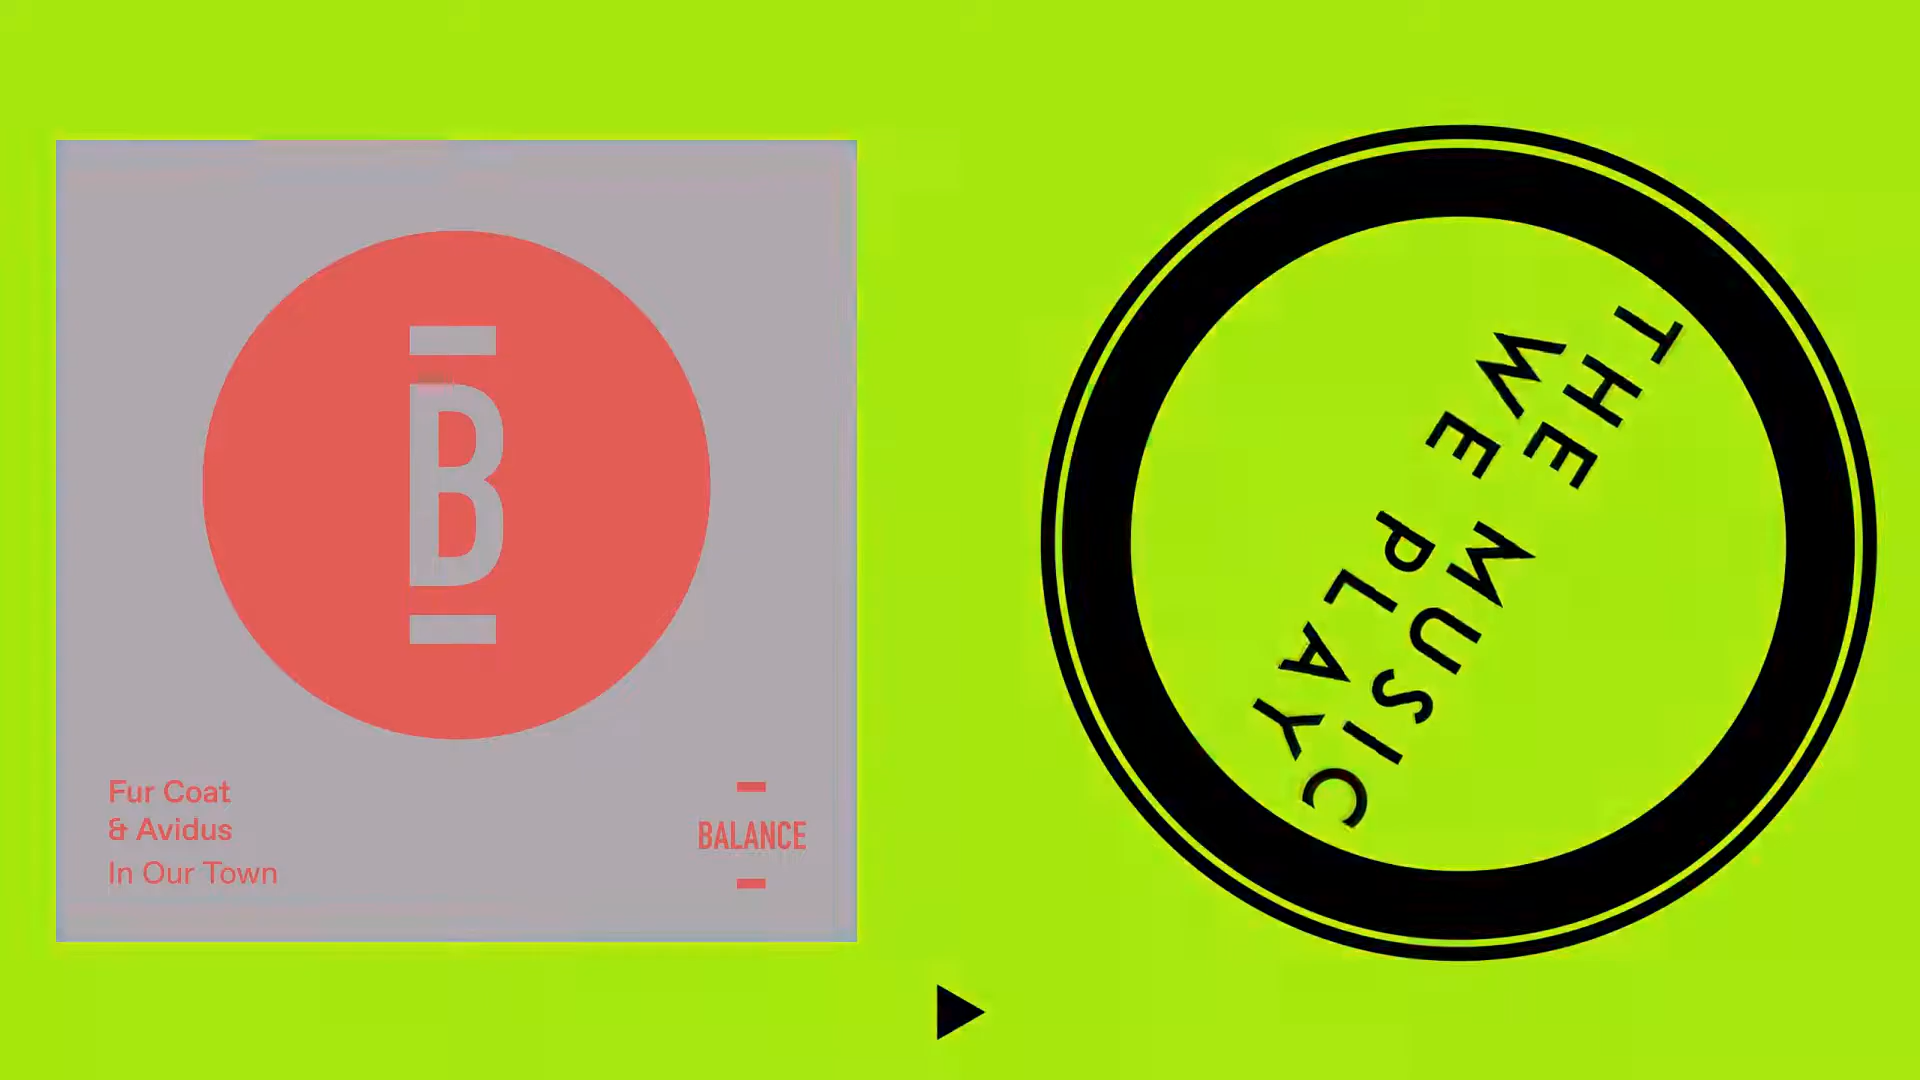 B
Fur Coat
& Avidus
In Our Town
BALANCE
THE MUSIC
WE PLAY